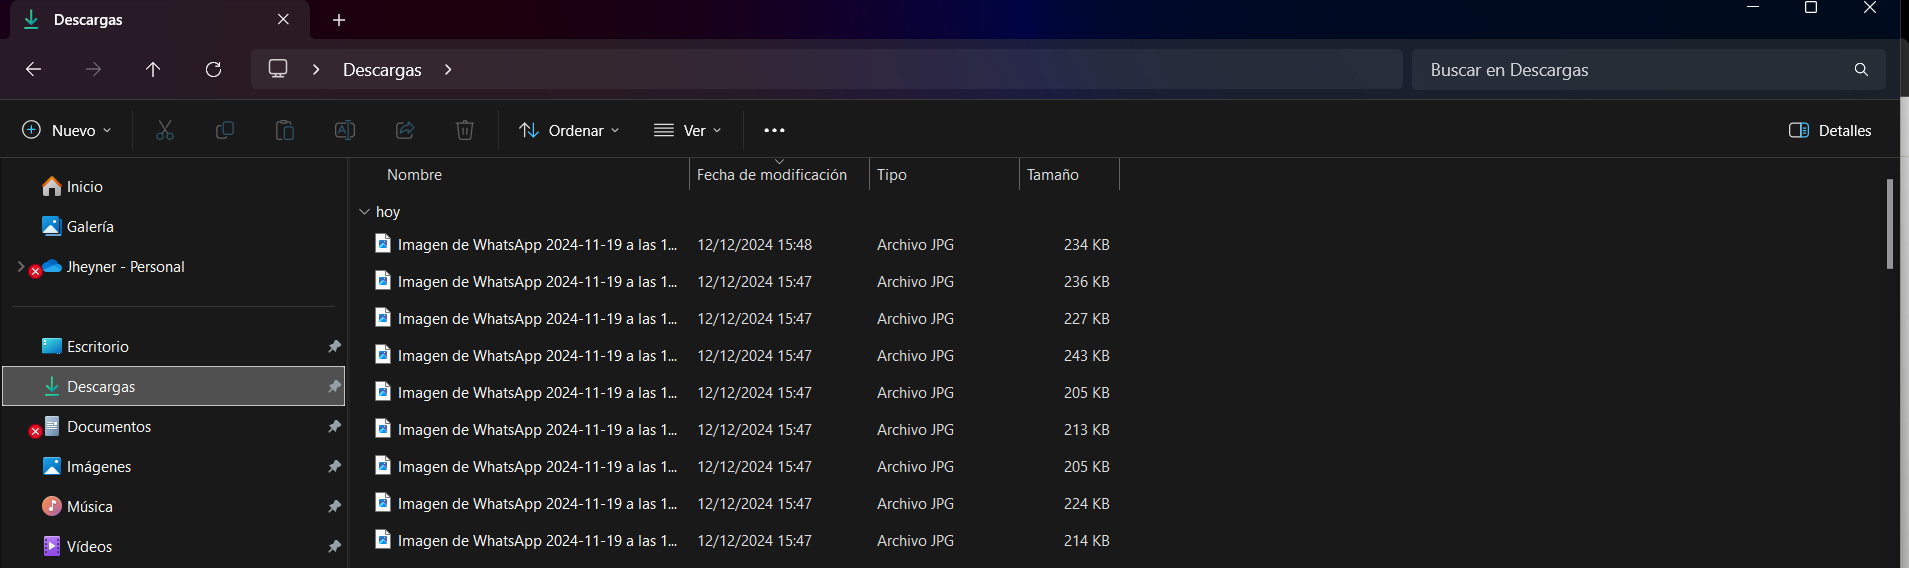 Descargas
Descargas
Buscar en Descargas
Nuevo
Ordenar
Ver
Detalles
Inicio
Galería
Jheyner - Personal
Escritorio
Descargas
Documentos
Imágenes
Música
Vídeos
Nombre Fecha de modificación Tipo Tamaño
hoy
Imagen de WhatsApp 2024-11-19 a las 1... 12/12/2024 15:48 Archivo JPG 234 KB
Imagen de WhatsApp 2024-11-19 a las 1... 12/12/2024 15:47 Archivo JPG 236 KB
Imagen de WhatsApp 2024-11-19 a las 1... 12/12/2024 15:47 Archivo JPG 227 KB
Imagen de WhatsApp 2024-11-19 a las 1... 12/12/2024 15:47 Archivo JPG 243 KB
Imagen de WhatsApp 2024-11-19 a las 1... 12/12/2024 15:47 Archivo JPG 205 KB
Imagen de WhatsApp 2024-11-19 a las 1... 12/12/2024 15:47 Archivo JPG 213 KB
Imagen de WhatsApp 2024-11-19 a las 1... 12/12/2024 15:47 Archivo JPG 205 KB
Imagen de WhatsApp 2024-11-19 a las 1... 12/12/2024 15:47 Archivo JPG 224 KB
Imagen de WhatsApp 2024-11-19 a las 1... 12/12/2024 15:47 Archivo JPG 214 KB